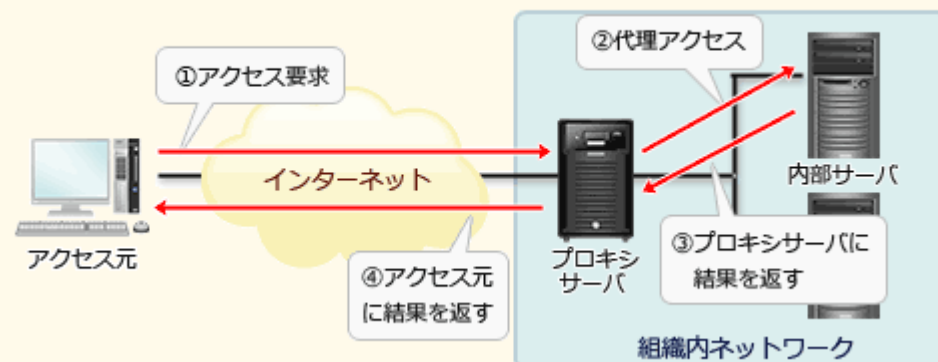 ①アクセス要求
②代理アクセス
インターネット
内部サーバ
アクセス元
プロキシ
サーバ
③プロキシサーバに
結果を返す
④アクセス元
に結果を返す
組織内ネットワーク